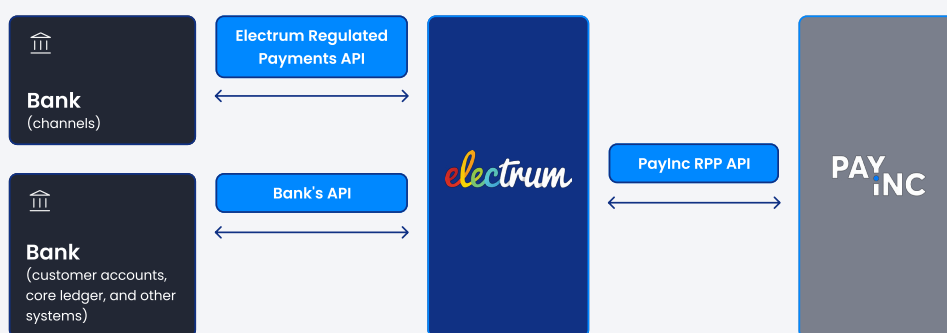 Bank
(channels)
Electrum Regulated
Payments API
Bank's API
Bank
(customer accounts,
core ledger, and other
systems)
electrum
PayInc RPP API
PAY
iNC